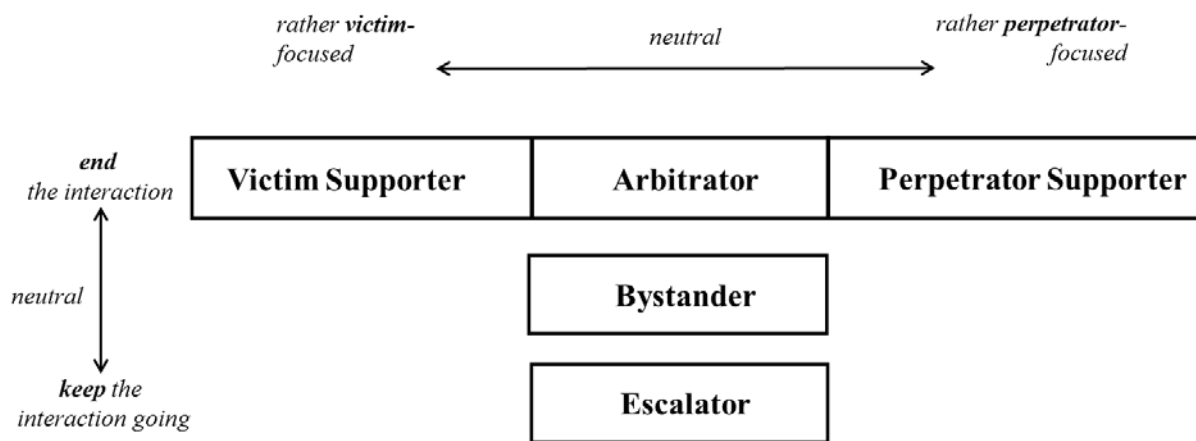 rather victim-
focused
neutral
rather perpetrator-
focused
end
the interaction
Victim Supporter
Arbitrator
Perpetrator Supporter
neutral
Bystander
keep the
interaction going
Escalator